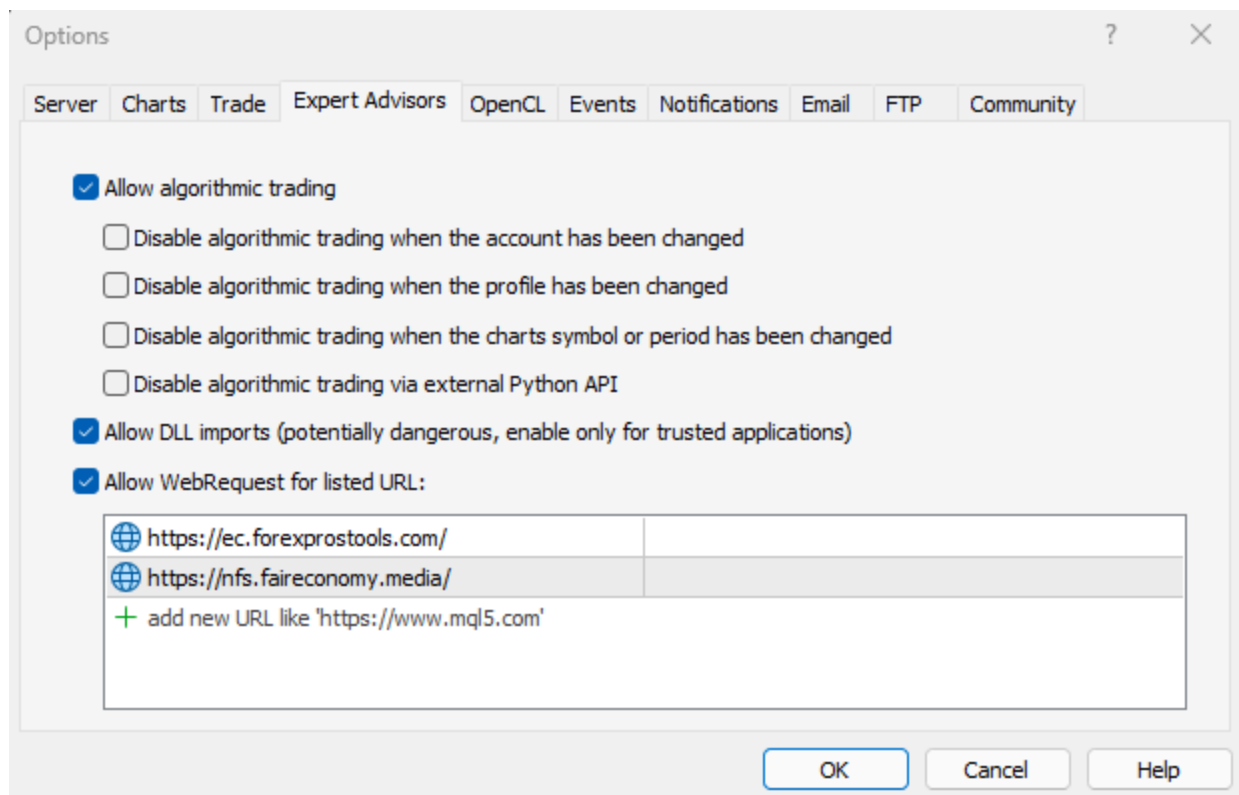 Options
?
Server Charts Trade Expert Advisors OpenCL Events Notifications Email FTP Community
Allow algorithmic trading
Disable algorithmic trading when the account has been changed
Disable algorithmic trading when the profile has been changed
Disable algorithmic trading when the charts symbol or period has been changed
Disable algorithmic trading via external Python API
Allow DLL imports (potentially dangerous, enable only for trusted applications)
Allow WebRequest for listed URL:
https://ec.forexprostools.com/
https://nfs.faireconomy.media/
add new URL like 'https://www.mql5.com'
OK Cancel Help